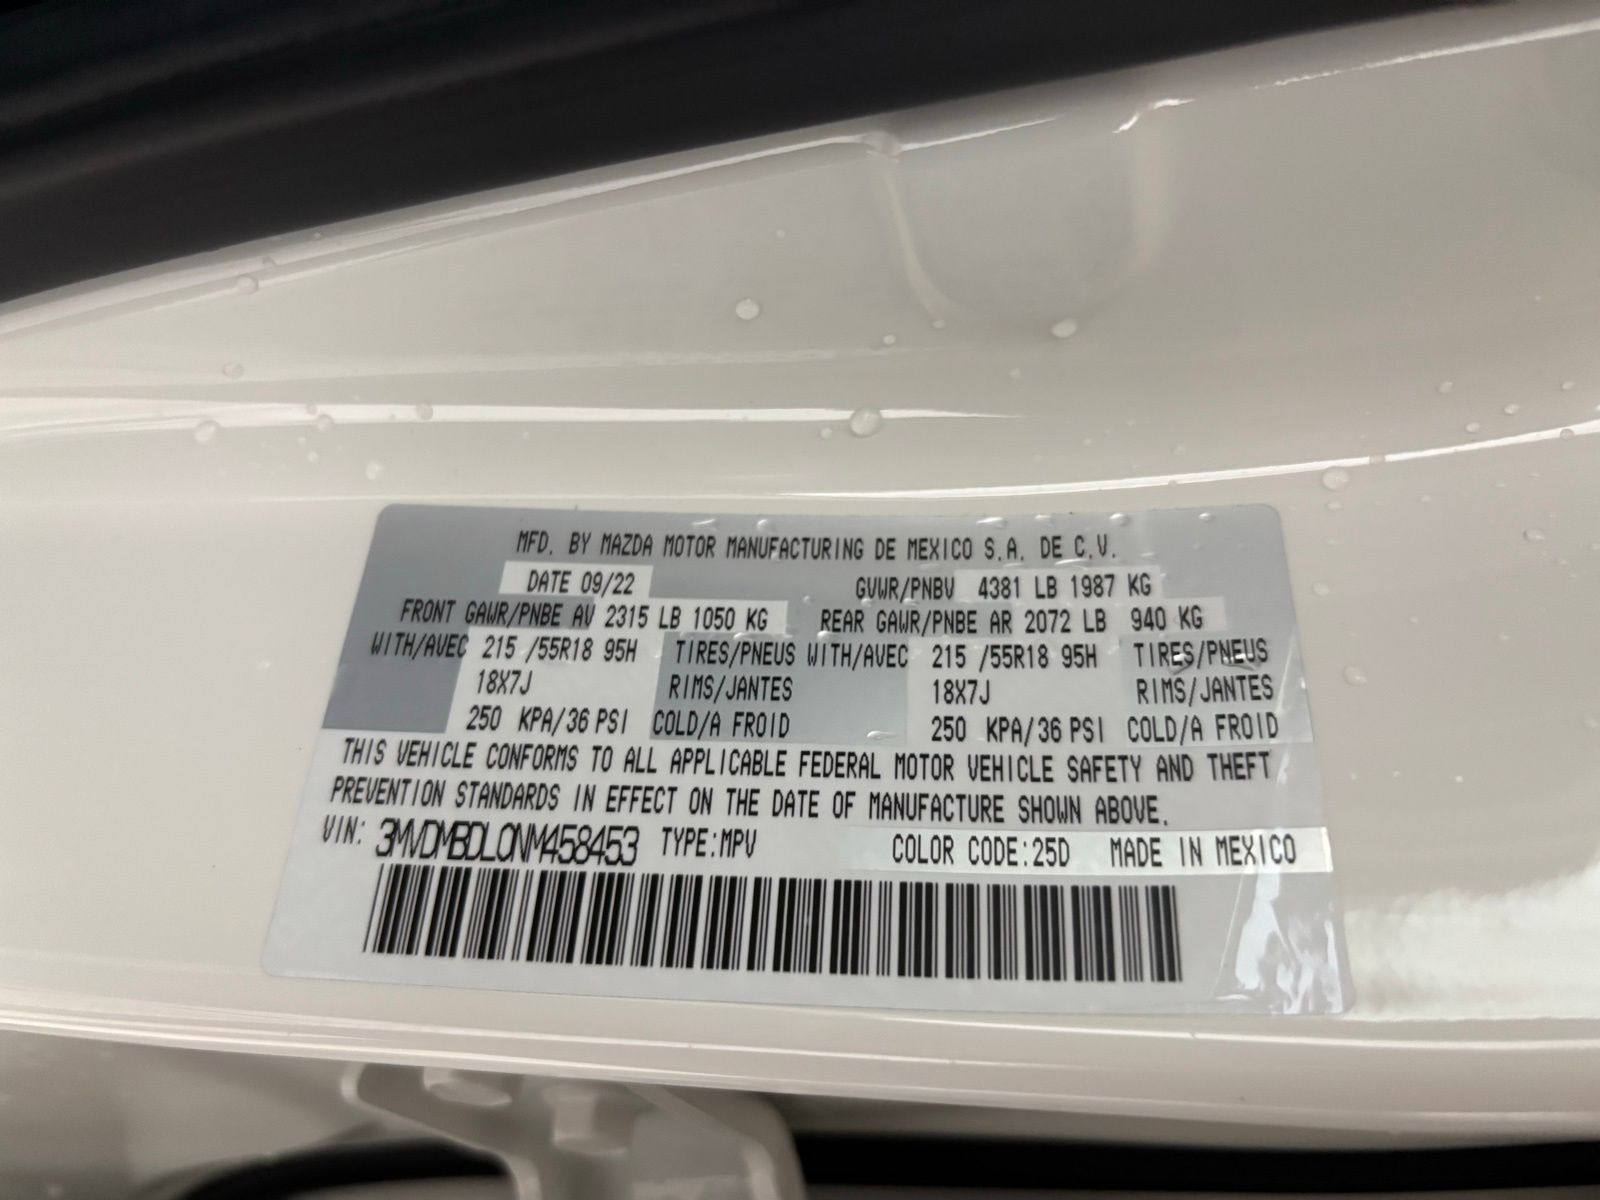 MFD. BY MAZDA MOTOR MANUFACTURING DE MEXICO S.A. DE C.V.
DATE 09/22 GVWR/PNBV 4381 LB 1987 KG
FRONT GAWR/PNBE AV 2315 LB 1050 KG REAR GAWR/PNBE AR 2072 LB 940 KG
WITH/AVEC 215 /55R18 95H TIRES/PNEUS WITH/AVEC 215 /55R18 95H TIRES/PNEUS
18X7J RIMS/JANTES 18X7J RIMS/JANTES
250 KPA/36 PSI COLD/A FROID 250 KPA/36 PSI COLD/A FROID
THIS VEHICLE CONFORMS TO ALL APPLICABLE FEDERAL MOTOR VEHICLE SAFETY AND THEFT
PREVENTION STANDARDS IN EFFECT ON THE DATE OF MANUFACTURE SHOWN ABOVE.
VIN: 3MVDMBDL0NM458453 TYPE:MPV COLOR CODE:25D MADE IN MEXICO